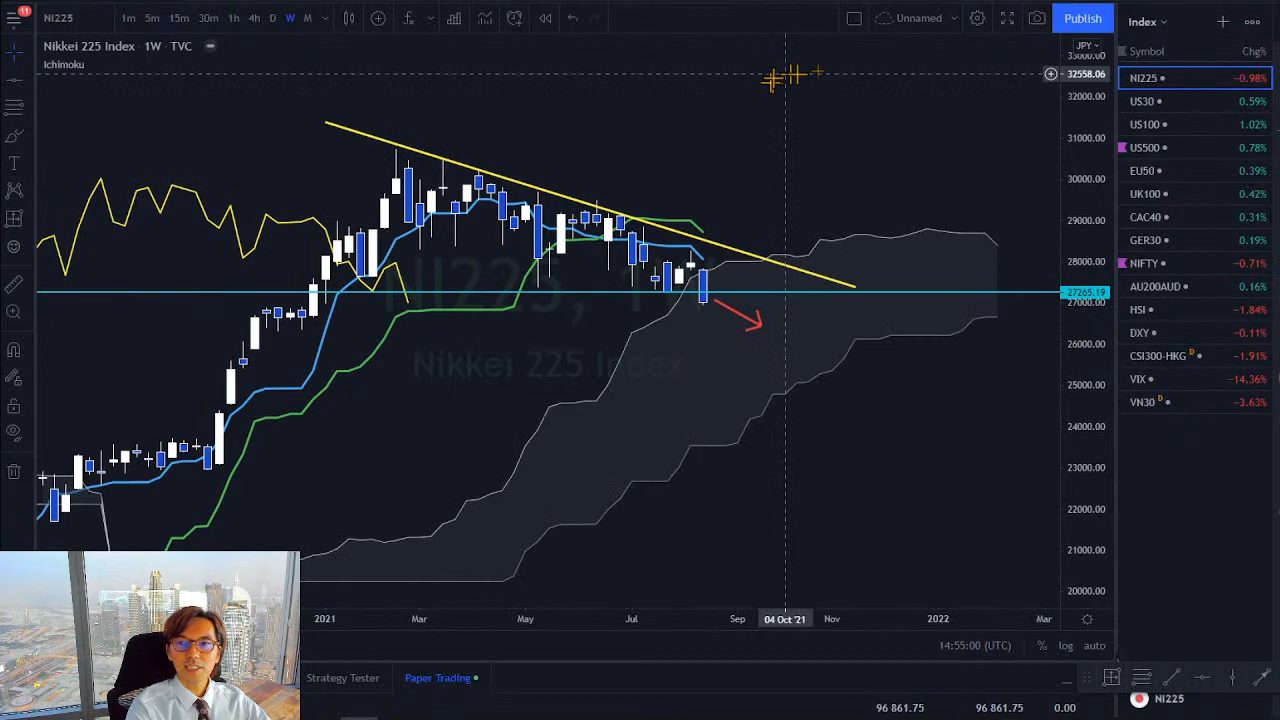 11
NI225
1m 5m 15m 30m 1h 4h D W M
Unnamed
Publish
Index
Nikkei 225 Index · 1W · TVC
Ichimoku
JPY
Symbol Chg%
NI225 −0.98%
US30 0.59%
US100 1.02%
US500 0.78%
EU50 0.39%
UK100 0.42%
CAC40 0.31%
GER30 0.19%
NIFTY −0.71%
AU200AUD 0.16%
HSI −1.84%
DXY −0.11%
CSI300-HKG D −1.91%
VIX −14.36%
VN30 D −3.63%
33000.00
32558.06
32000.00
31000.00
30000.00
29000.00
28000.00
27265.19
27000.00
26000.00
25000.00
24000.00
23000.00
22000.00
21000.00
20000.00
NI225, 1W
Nikkei 225 Index
2021 Mar May Jul Sep 04 Oct '21 Nov 2022 Mar
14:55:00 (UTC) % log auto
Strategy Tester Paper Trading
96 861.75 96 861.75 0.00
NI225